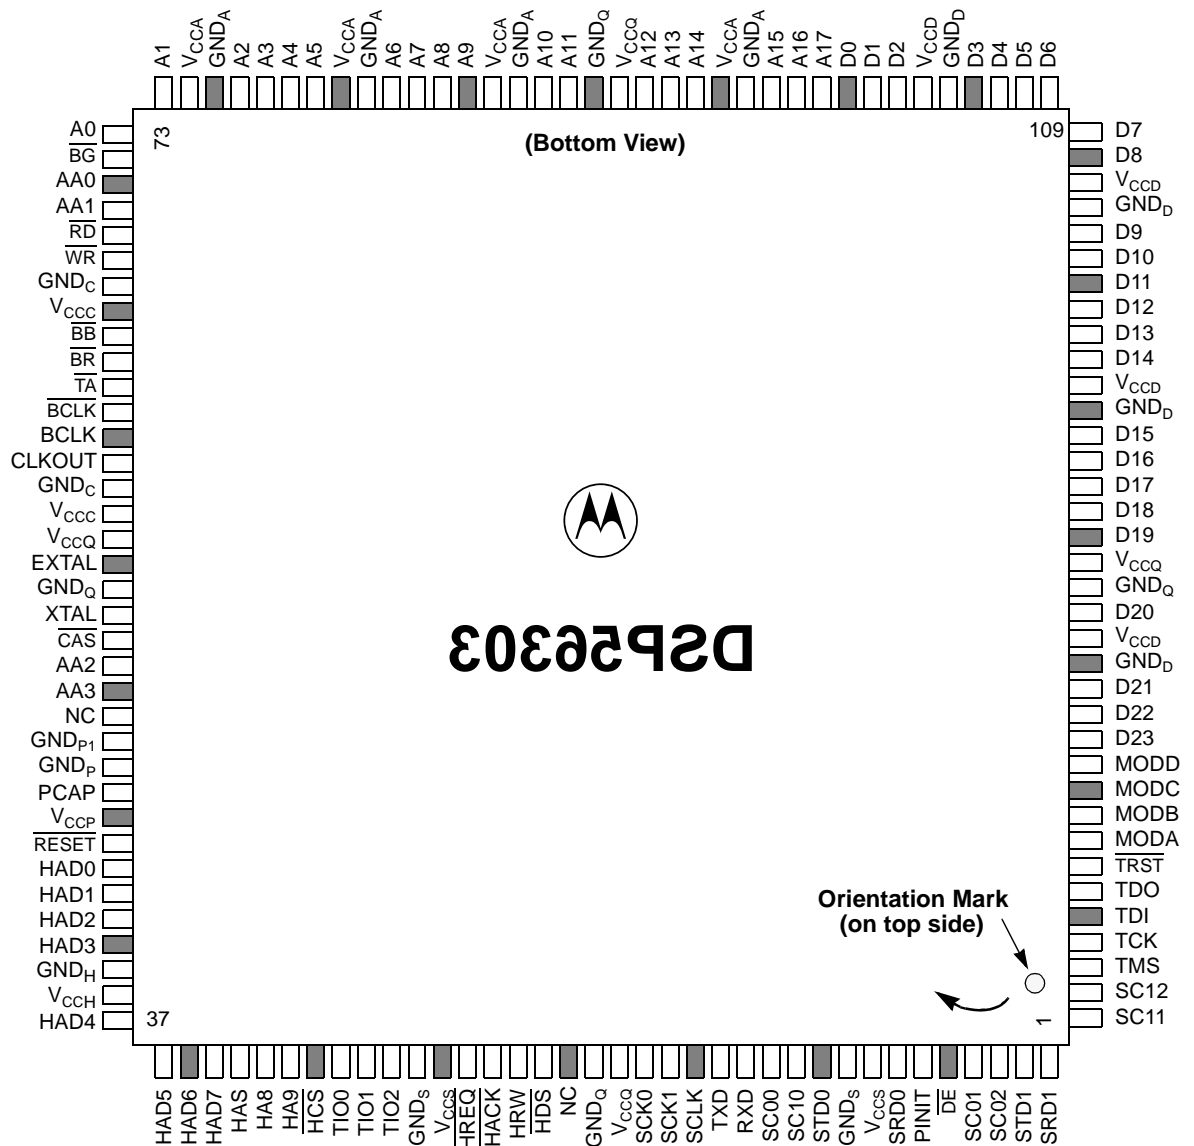 A1
VCCA
GNDA
A2
A3
A4
A5
VCCA
GNDA
A6
A7
A8
A9
VCCA
GNDA
A10
A11
GNDQ
VCCQ
A12
A13
A14
VCCA
GNDA
A15
A16
A17
D0
D1
D2
VCCD
GNDD
D3
D4
D5
D6
73
(Bottom View)
109
A0
BG
AA0
AA1
RD
WR
GNDC
VCCC
BB
BR
TA
BCLK
BCLK
CLKOUT
GNDC
VCCC
VCCQ
EXTAL
GNDQ
XTAL
CAS
AA2
AA3
NC
GNDP1
GNDP
PCAP
VCCP
RESET
HAD0
HAD1
HAD2
HAD3
GNDH
VCCH
HAD4
DSP56303
D7
D8
VCCD
GNDD
D9
D10
D11
D12
D13
D14
VCCD
GNDD
D15
D16
D17
D18
D19
VCCQ
GNDQ
D20
VCCD
GNDD
D21
D22
D23
MODD
MODC
MODB
MODA
TRST
TDO
TDI
TCK
TMS
SC12
SC11
Orientation Mark
(on top side)
37
1
HAD5
HAD6
HAD7
HAS
HA8
HA9
HCS
TIO0
TIO1
TIO2
GNDS
VCCS
HREQ
HACK
HRW
HDS
NC
GNDQ
VCCQ
SCK0
SCK1
SCLK
TXD
RXD
SC00
SC10
STD0
GNDS
VCCS
SRD0
PINIT
DE
SC01
SC02
STD1
SRD1